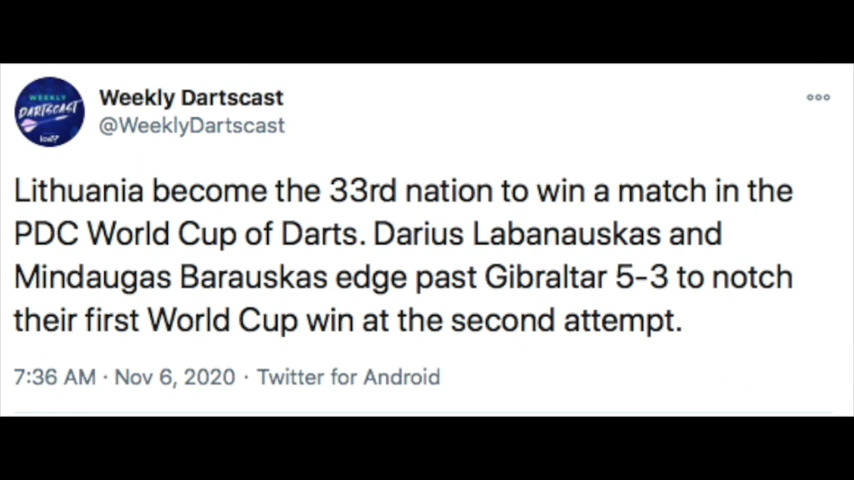 WEEKLY
DARTSCAST
Weekly Dartscast
@WeeklyDartscast
Lithuania become the 33rd nation to win a match in the
PDC World Cup of Darts. Darius Labanauskas and
Mindaugas Barauskas edge past Gibraltar 5-3 to notch
their first World Cup win at the second attempt.
7:36 AM · Nov 6, 2020 · Twitter for Android